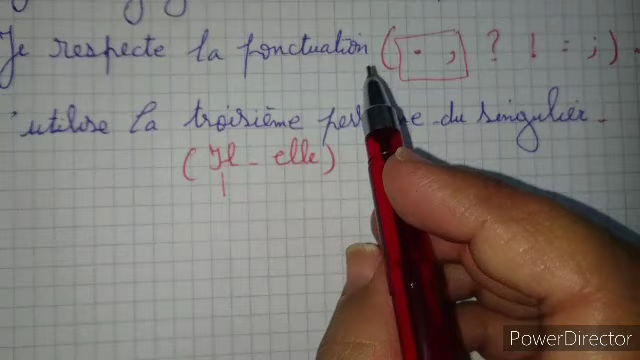 Je respecte la ponctuation ( . , ? ! = ; ) .
'utilise la troisième personne du singulier.
( Il - elle )
PowerDirector